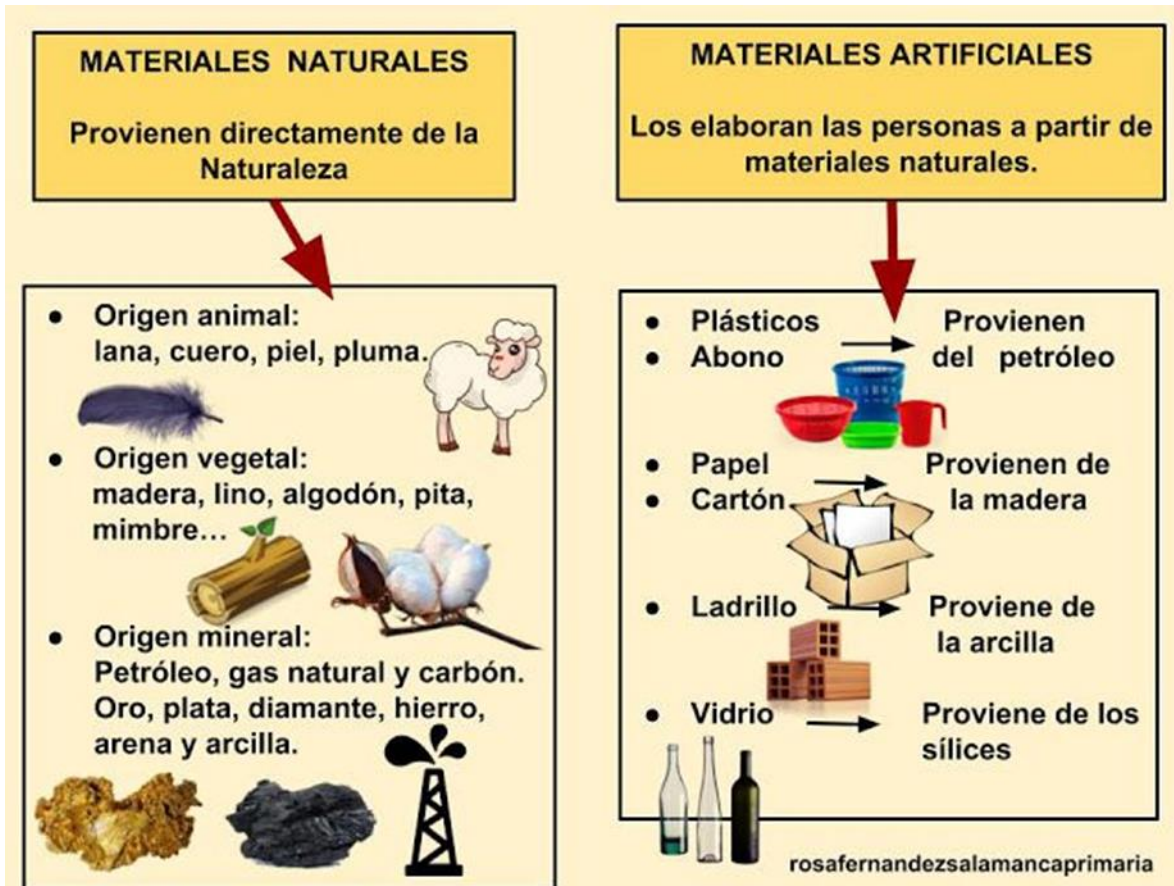 MATERIALES NATURALES
Provienen directamente de la
Naturaleza
● Origen animal:
lana, cuero, piel, pluma.
● Origen vegetal:
madera, lino, algodón, pita,
mimbre...
● Origen mineral:
Petróleo, gas natural y carbón.
Oro, plata, diamante, hierro,
arena y arcilla.
MATERIALES ARTIFICIALES
Los elaboran las personas a partir de
materiales naturales.
● Plásticos Provienen
● Abono del petróleo
● Papel Provienen de
● Cartón la madera
● Ladrillo Proviene de
la arcilla
● Vidrio Proviene de los
sílices
rosafernandezsalamancaprimaria